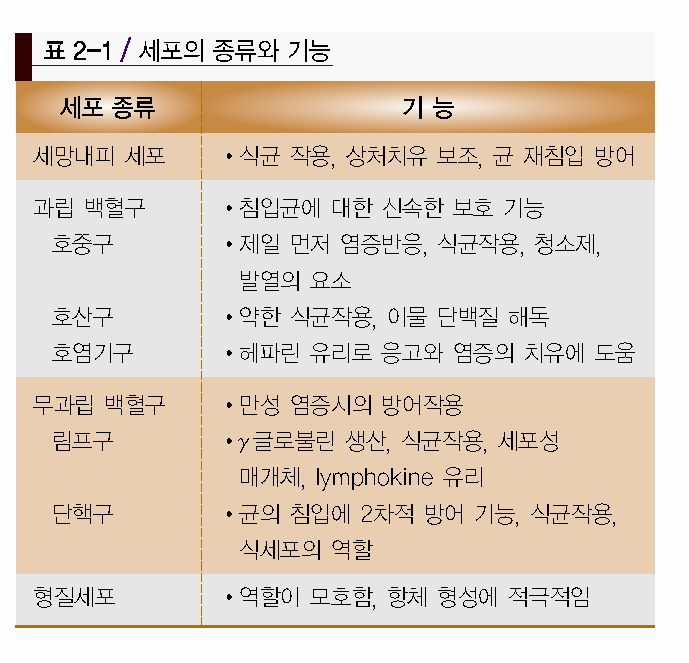 표 2-1 / 세포의 종류와 기능
세포 종류 기 능
세망내피 세포 • 식균 작용, 상처치유 보조, 균 재침입 방어
과립 백혈구 • 침입균에 대한 신속한 보호 기능
호중구 • 제일 먼저 염증반응, 식균작용, 청소제,
발열의 요소
호산구 • 약한 식균작용, 이물 단백질 해독
호염기구 • 헤파린 유리로 응고와 염증의 치유에 도움
무과립 백혈구 • 만성 염증시의 방어작용
림프구 • γ글로불린 생산, 식균작용, 세포성
매개체, lymphokine 유리
단핵구 • 균의 침입에 2차적 방어 기능, 식균작용,
식세포의 역할
형질세포 • 역할이 모호함, 항체 형성에 적극적임